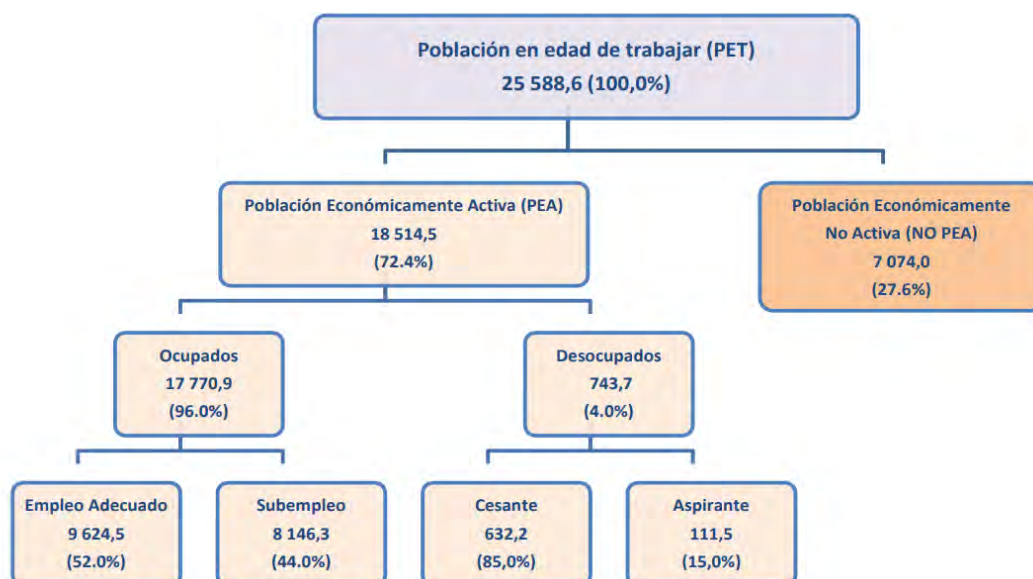 Población en edad de trabajar (PET)
25 588,6 (100,0%)
Población Económicamente Activa (PEA)
18 514,5
(72.4%)
Población Económicamente
No Activa (NO PEA)
7 074,0
(27.6%)
Ocupados
17 770,9
(96.0%)
Desocupados
743,7
(4.0%)
Empleo Adecuado
9 624,5
(52.0%)
Subempleo
8 146,3
(44.0%)
Cesante
632,2
(85,0%)
Aspirante
111,5
(15,0%)